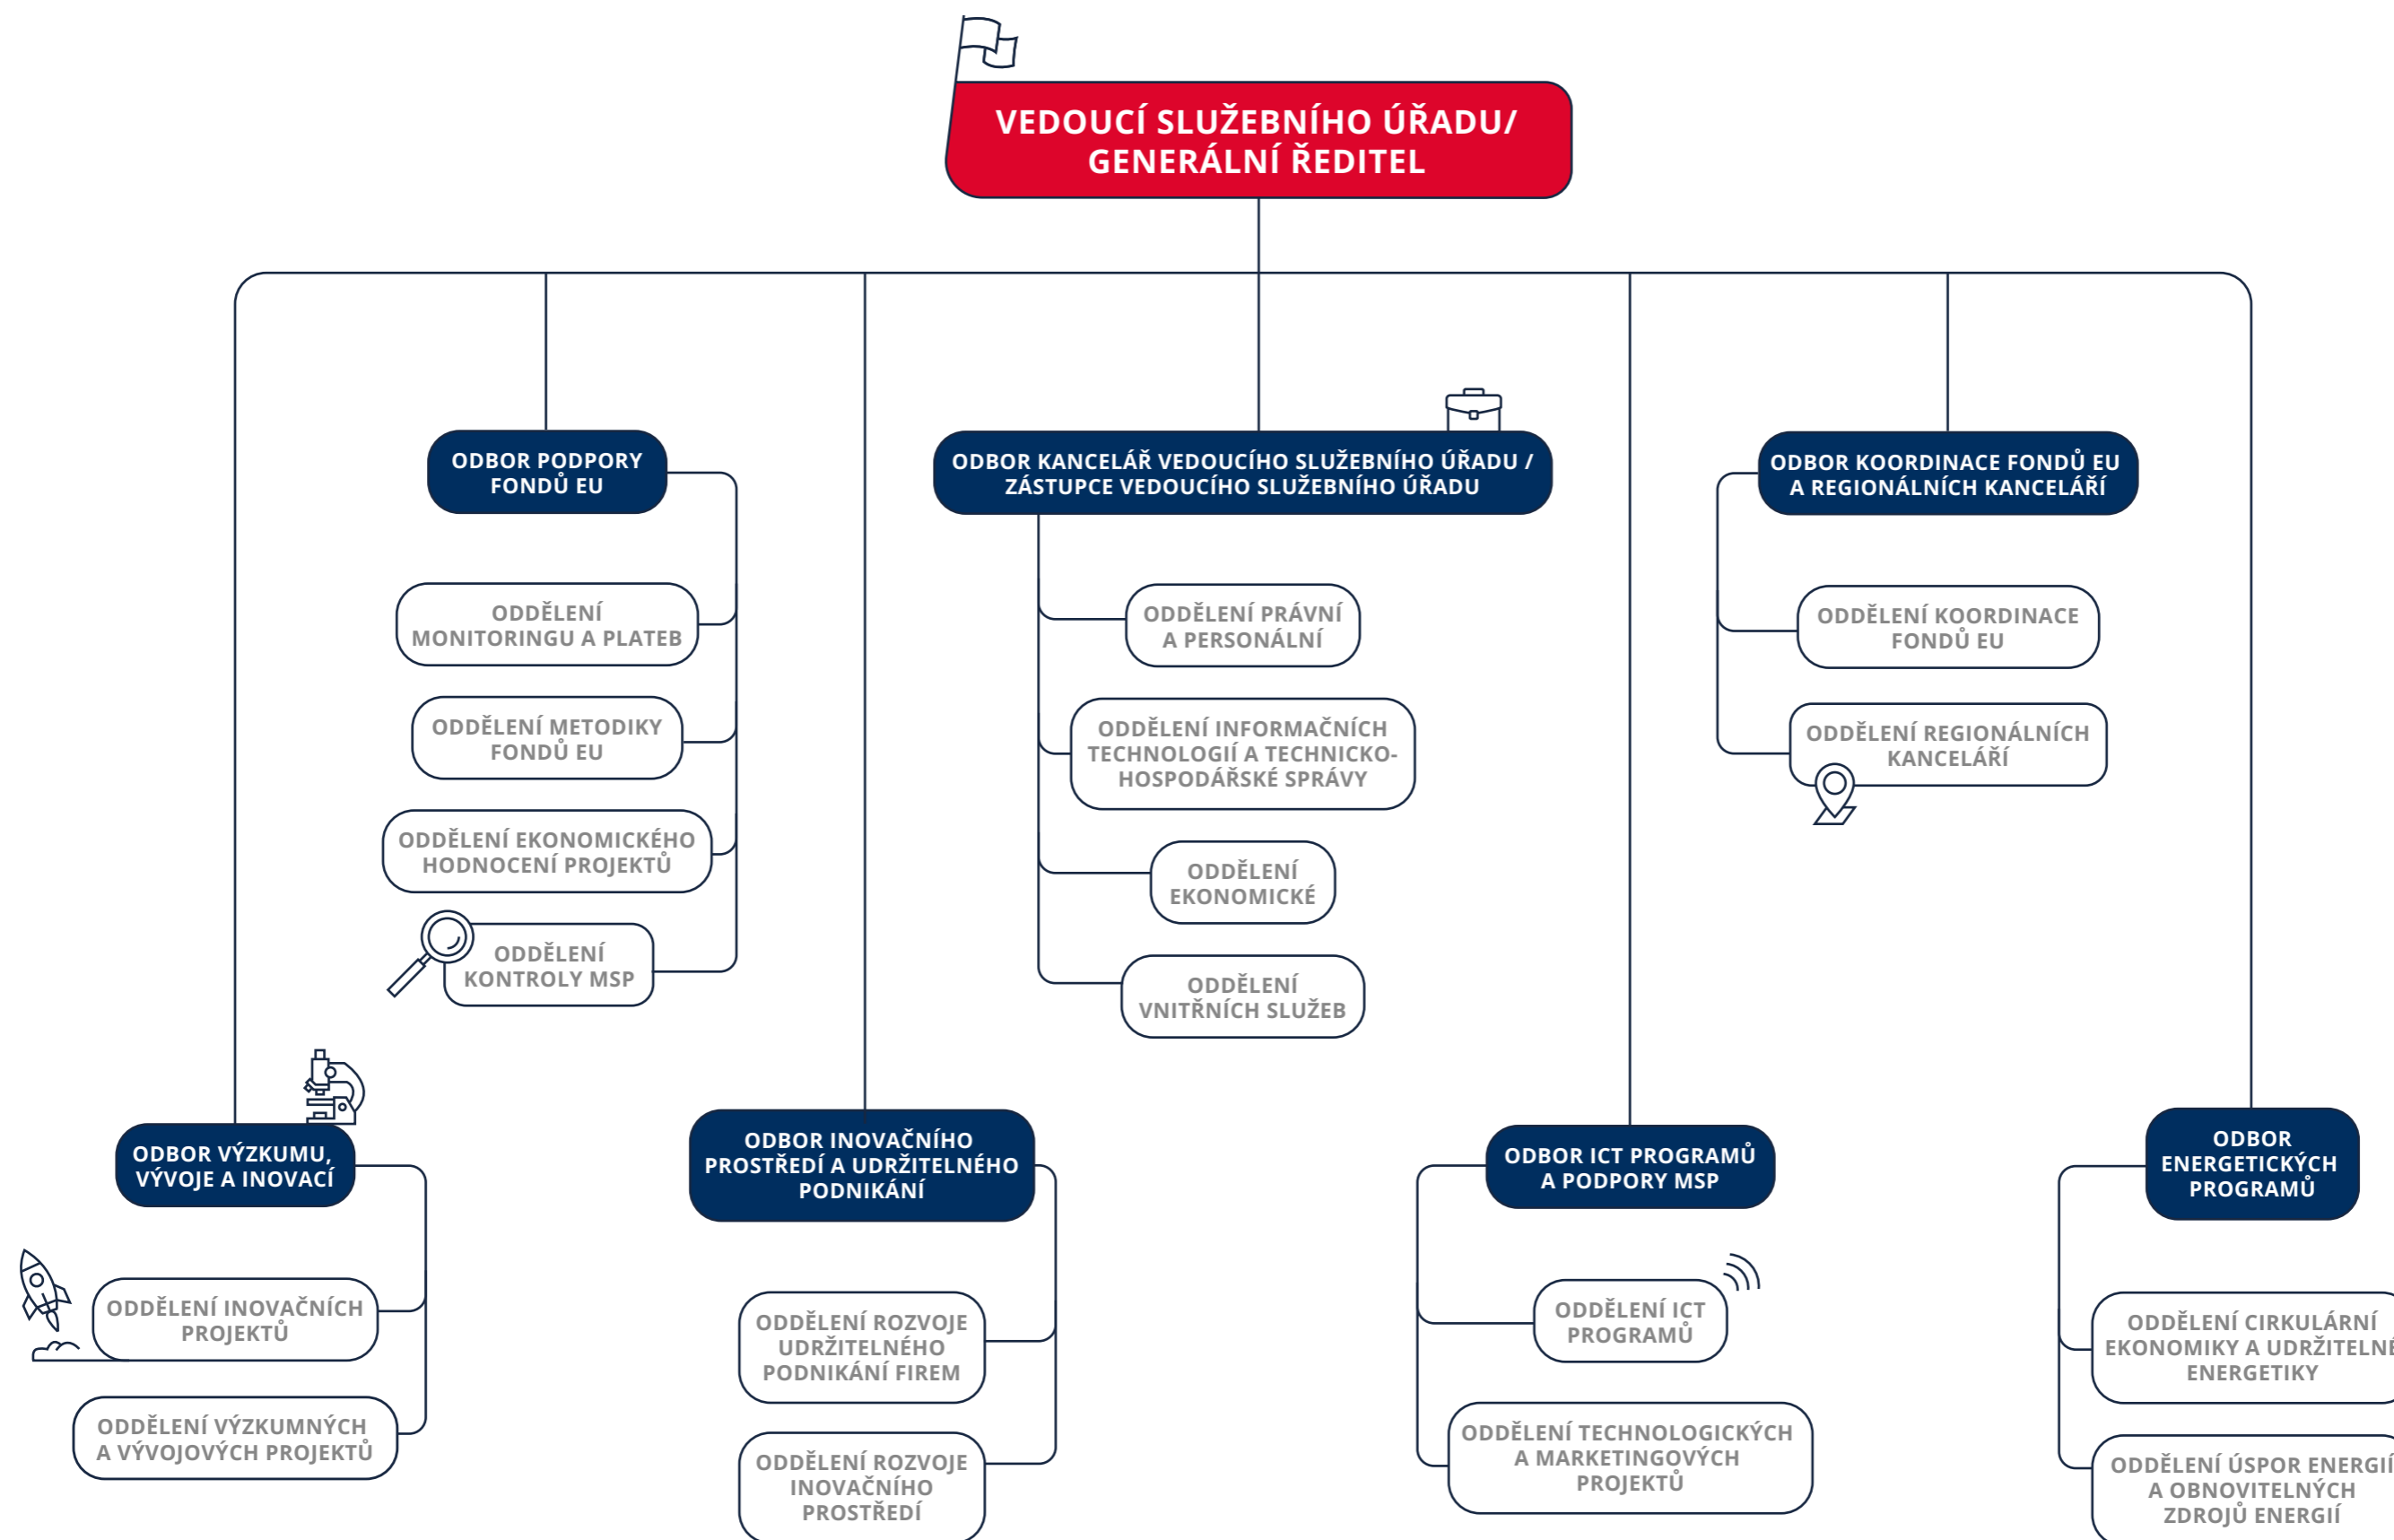 VEDOUCÍ SLUŽEBNÍHO ÚŘADU/
GENERÁLNÍ ŘEDITEL
ODBOR PODPORY
FONDŮ EU
ODDĚLENÍ
MONITORINGU A PLATEB
ODDĚLENÍ METODIKY
FONDŮ EU
ODDĚLENÍ EKONOMICKÉHO
HODNOCENÍ PROJEKTŮ
ODDĚLENÍ
KONTROLY MSP
ODBOR KANCELÁŘ VEDOUCÍHO SLUŽEBNÍHO ÚŘADU /
ZÁSTUPCE VEDOUCÍHO SLUŽEBNÍHO ÚŘADU
ODDĚLENÍ PRÁVNÍ
A PERSONÁLNÍ
ODDĚLENÍ INFORMAČNÍCH
TECHNOLOGIÍ A TECHNICKO-
HOSPODÁŘSKÉ SPRÁVY
ODDĚLENÍ
EKONOMICKÉ
ODDĚLENÍ
VNITŘNÍCH SLUŽEB
ODBOR KOORDINACE FONDŮ EU
A REGIONÁLNÍCH KANCELÁŘÍ
ODDĚLENÍ KOORDINACE
FONDŮ EU
ODDĚLENÍ REGIONÁLNÍCH
KANCELÁŘÍ
ODBOR VÝZKUMU,
VÝVOJE A INOVACÍ
ODDĚLENÍ INOVAČNÍCH
PROJEKTŮ
ODDĚLENÍ VÝZKUMNÝCH
A VÝVOJOVÝCH PROJEKTŮ
ODBOR INOVAČNÍHO
PROSTŘEDÍ A UDRŽITELNÉHO
PODNIKÁNÍ
ODDĚLENÍ ROZVOJE
UDRŽITELNÉHO
PODNIKÁNÍ FIREM
ODDĚLENÍ ROZVOJE
INOVAČNÍHO
PROSTŘEDÍ
ODBOR ICT PROGRAMŮ
A PODPORY MSP
ODDĚLENÍ ICT
PROGRAMŮ
ODDĚLENÍ TECHNOLOGICKÝCH
A MARKETINGOVÝCH
PROJEKTŮ
ODBOR
ENERGETICKÝCH
PROGRAMŮ
ODDĚLENÍ CIRKULÁRNÍ
EKONOMIKY A UDRŽITELNÉ
ENERGETIKY
ODDĚLENÍ ÚSPOR ENERGIÍ
A OBNOVITELNÝCH
ZDROJŮ ENERGIÍ